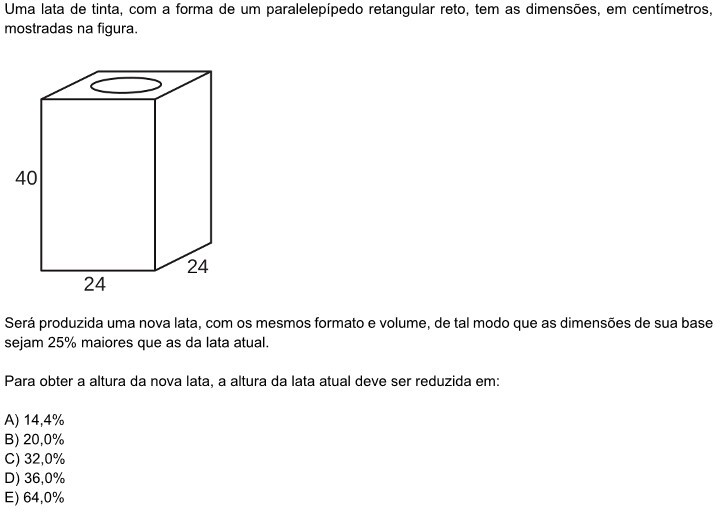 Uma lata de tinta, com a forma de um paralelepípedo retangular reto, tem as dimensões, em centímetros,
mostradas na figura.
40
24
24
Será produzida uma nova lata, com os mesmos formato e volume, de tal modo que as dimensões de sua base
sejam 25% maiores que as da lata atual.
Para obter a altura da nova lata, a altura da lata atual deve ser reduzida em:
A) 14,4%
B) 20,0%
C) 32,0%
D) 36,0%
E) 64,0%